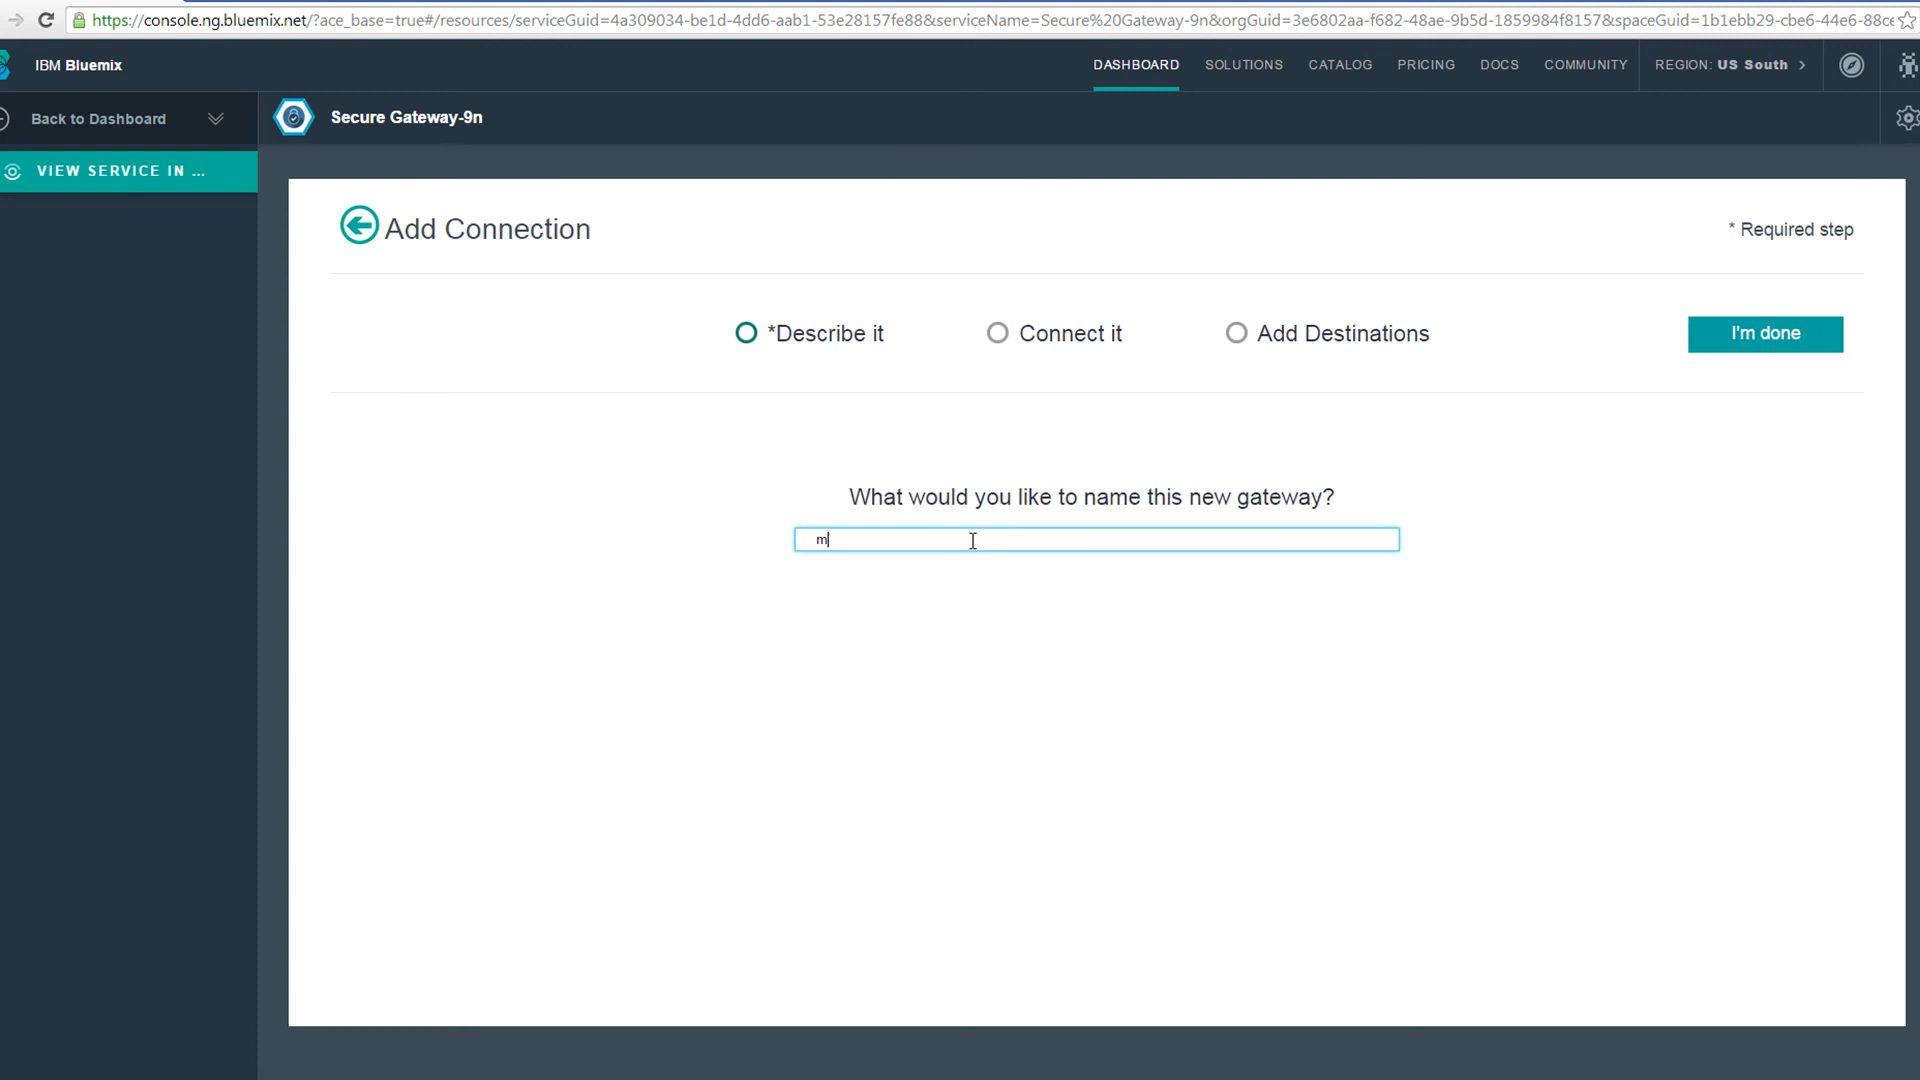 https://console.ng.bluemix.net/?ace_base=true#/resources/serviceGuid=4a309034-be1d-4dd6-aab1-53e28157fe88&serviceName=Secure%20Gateway-9n&orgGuid=3e6802aa-f682-48ae-9b5d-1859984f8157&spaceGuid=1b1ebb29-cbe6-44e6-88ce
IBM Bluemix
DASHBOARD SOLUTIONS CATALOG PRICING DOCS COMMUNITY REGION: US South
Back to Dashboard
Secure Gateway-9n
VIEW SERVICE IN ...
Add Connection
* Required step
*Describe it Connect it Add Destinations I'm done
What would you like to name this new gateway?
m